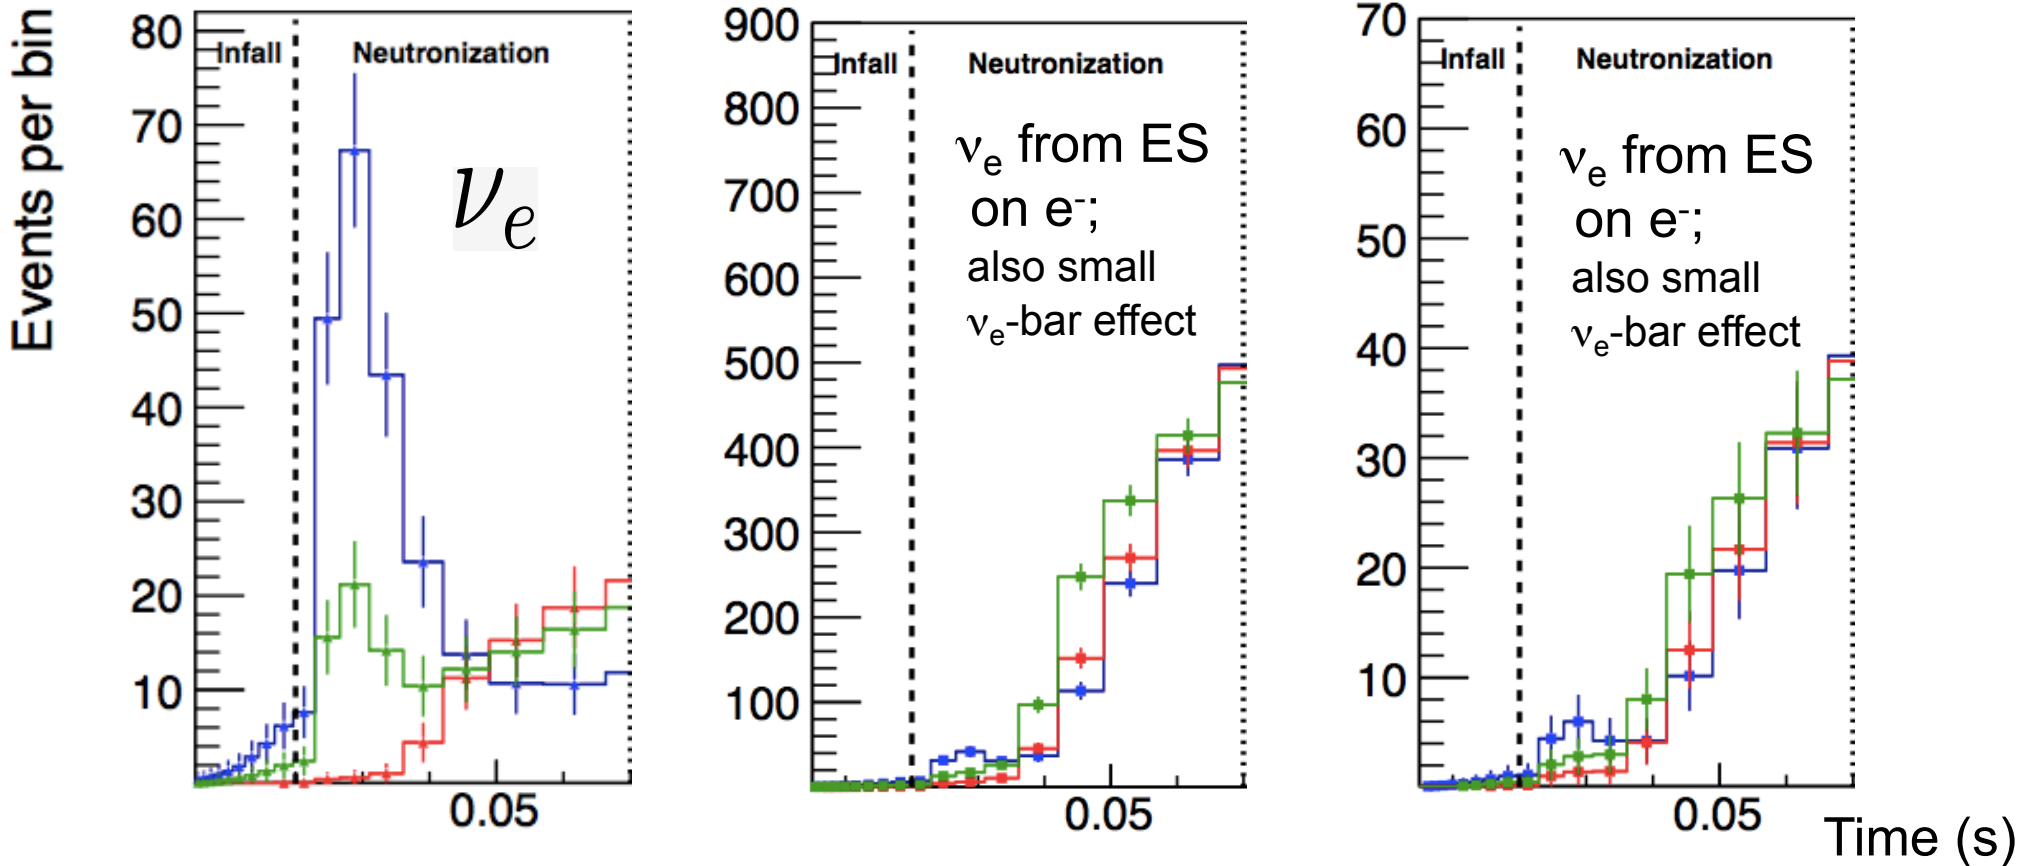 Events per bin
80
70
60
50
40
30
20
10
Infall
Neutronization
νe
0.05
900
800
700
600
500
400
300
200
100
Infall
Neutronization
νe from ES
on e-;
also small
νe-bar effect
0.05
70
60
50
40
30
20
10
Infall
Neutronization
νe from ES
on e-;
also small
νe-bar effect
0.05
Time (s)